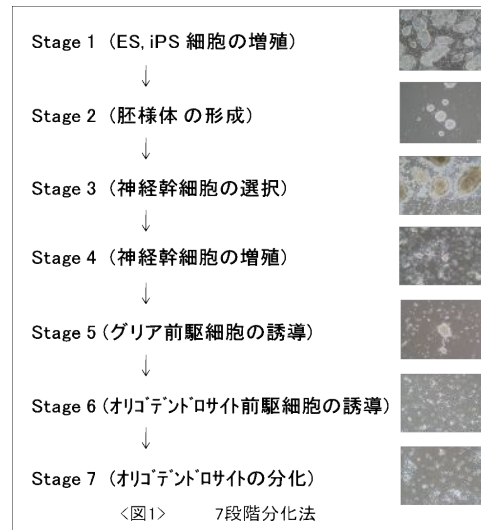 Stage 1 (ES, iPS 細胞の増殖)
↓
Stage 2 (胚様体 の形成)
↓
Stage 3 (神経幹細胞の選択)
↓
Stage 4 (神経幹細胞の増殖)
↓
Stage 5 (グリア前駆細胞の誘導)
↓
Stage 6 (ｵﾘｺﾞﾃﾞﾝﾄﾞﾛｻｲﾄ前駆細胞の誘導)
↓
Stage 7 (ｵﾘｺﾞﾃﾞﾝﾄﾞﾛｻｲﾄの分化)
<図1> 7段階分化法